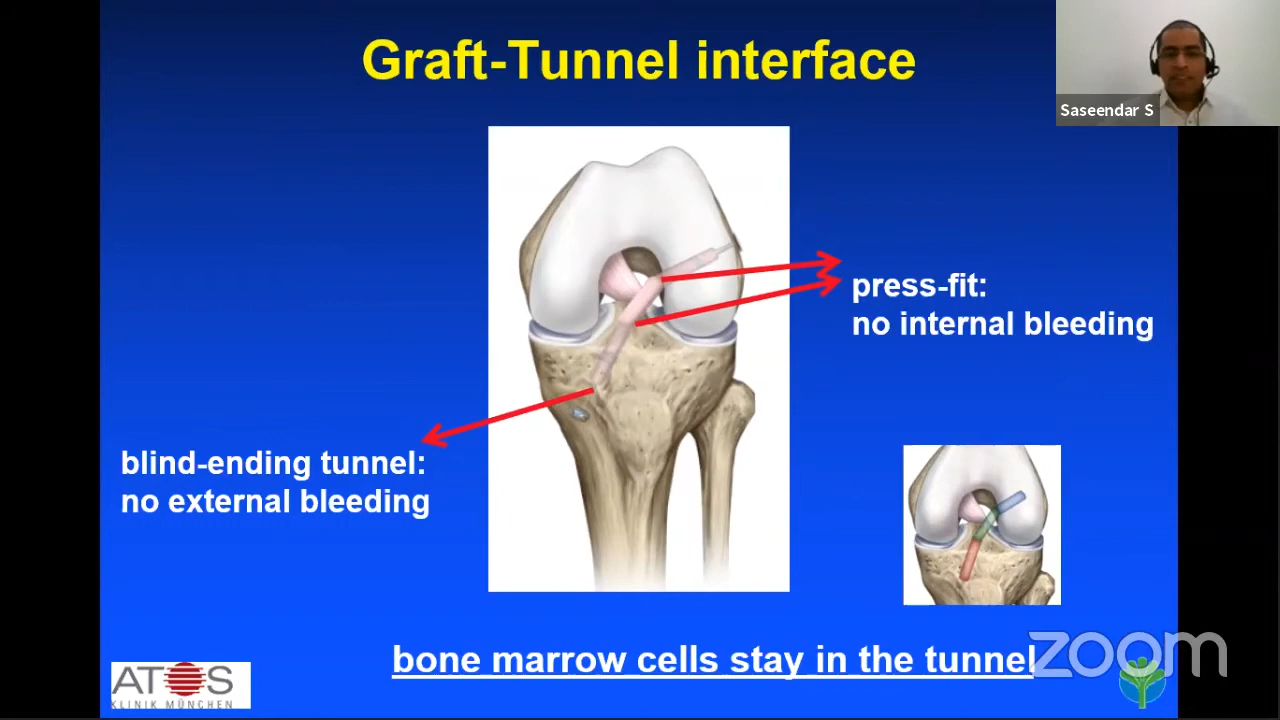 Graft-Tunnel interface
Saseendar S
press-fit:
no internal bleeding
blind-ending tunnel:
no external bleeding
bone marrow cells stay in the tunnel
zoom
ATOS
KLINIK MÜNCHEN